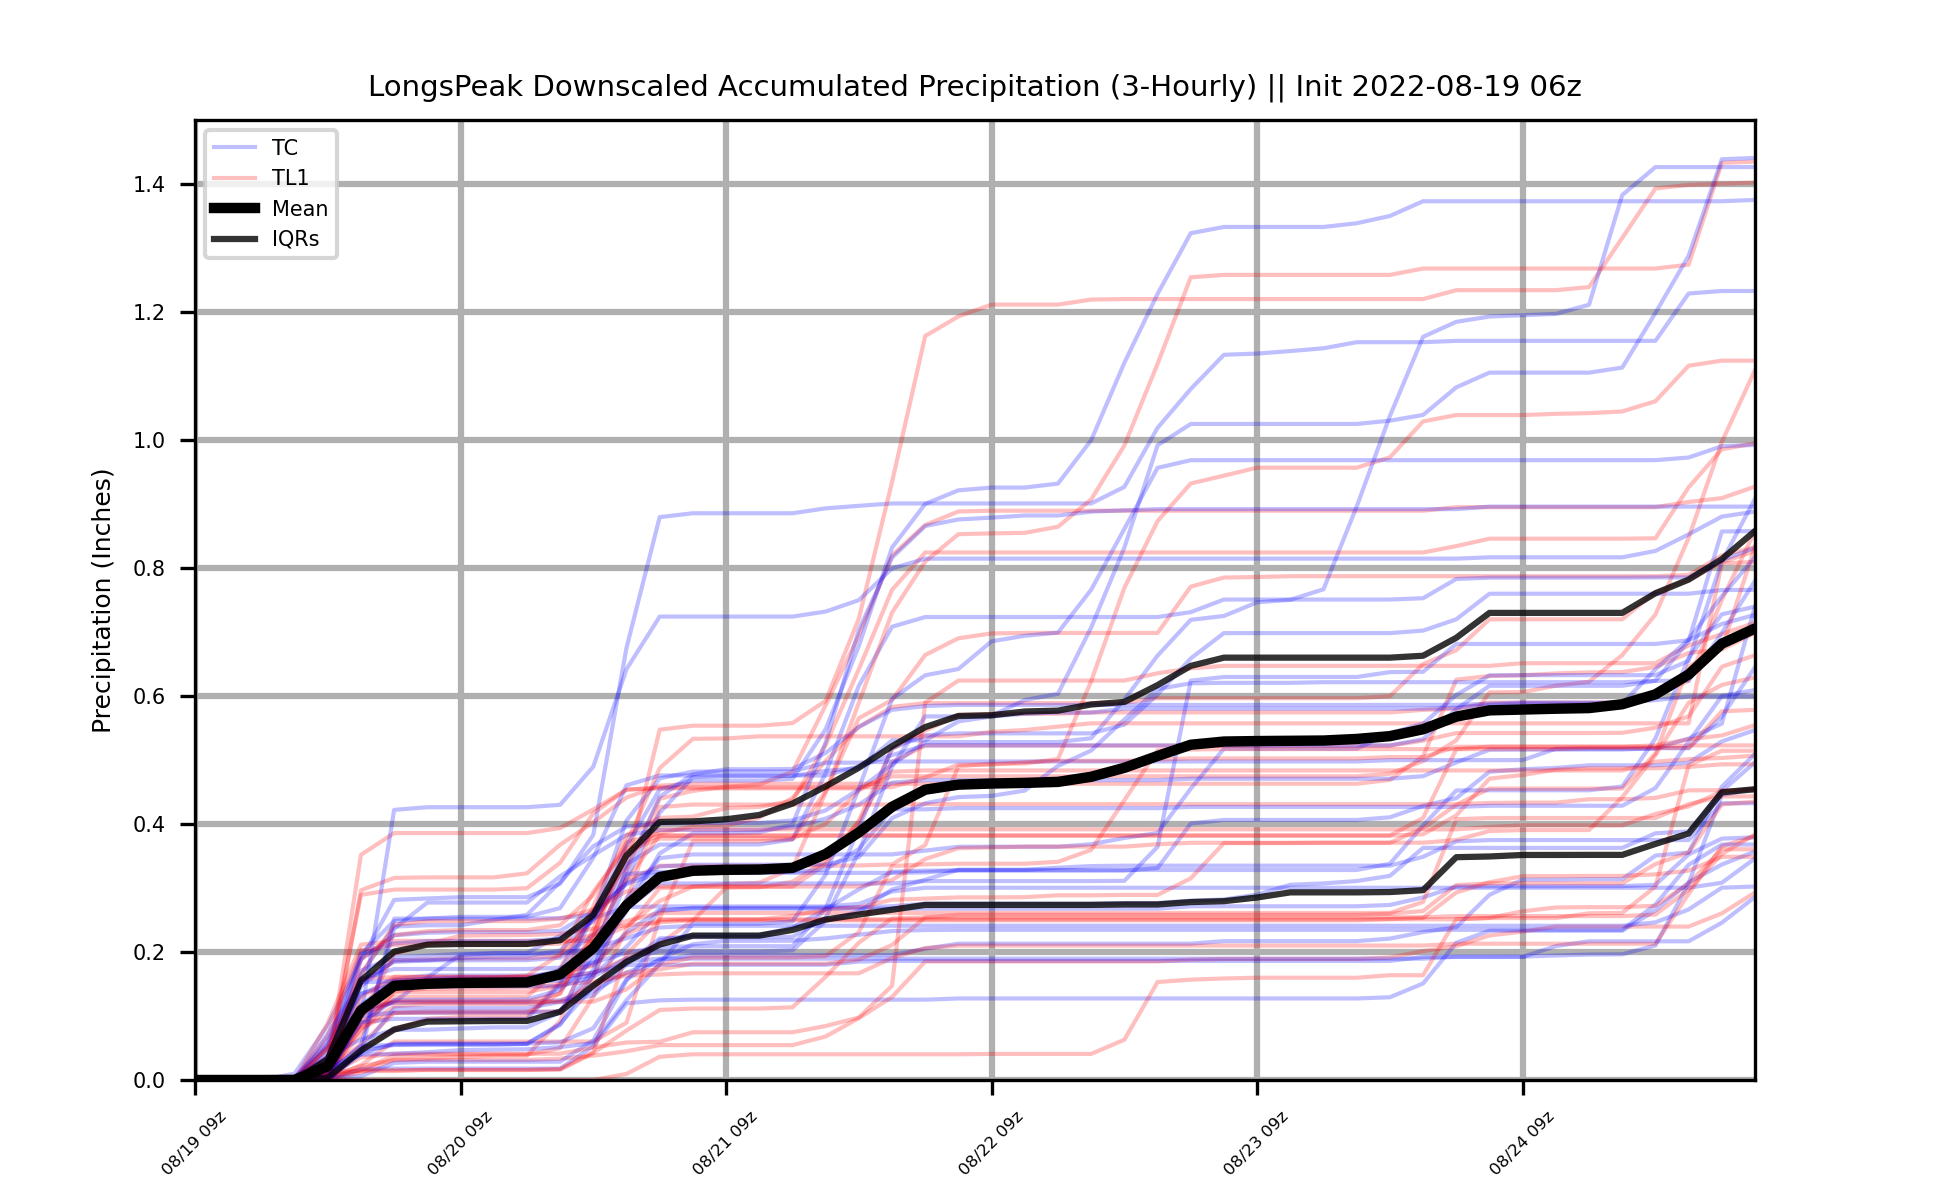 LongsPeak Downscaled Accumulated Precipitation (3-Hourly) || Init 2022-08-19 06z
TC
TL1
Mean
IQRs
Precipitation (Inches)
1.4
1.2
1.0
0.8
0.6
0.4
0.2
0.0
08/19 09z
08/20 09z
08/21 09z
08/22 09z
08/23 09z
08/24 09z